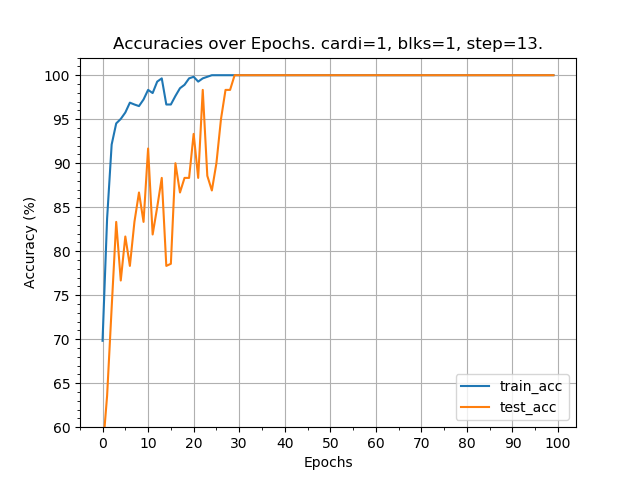 Accuracies over Epochs. cardi=1, blks=1, step=13.
100
95
90
85
80
75
70
65
60
Accuracy (%)
train_acc
test_acc
0 10 20 30 40 50 60 70 80 90 100
Epochs